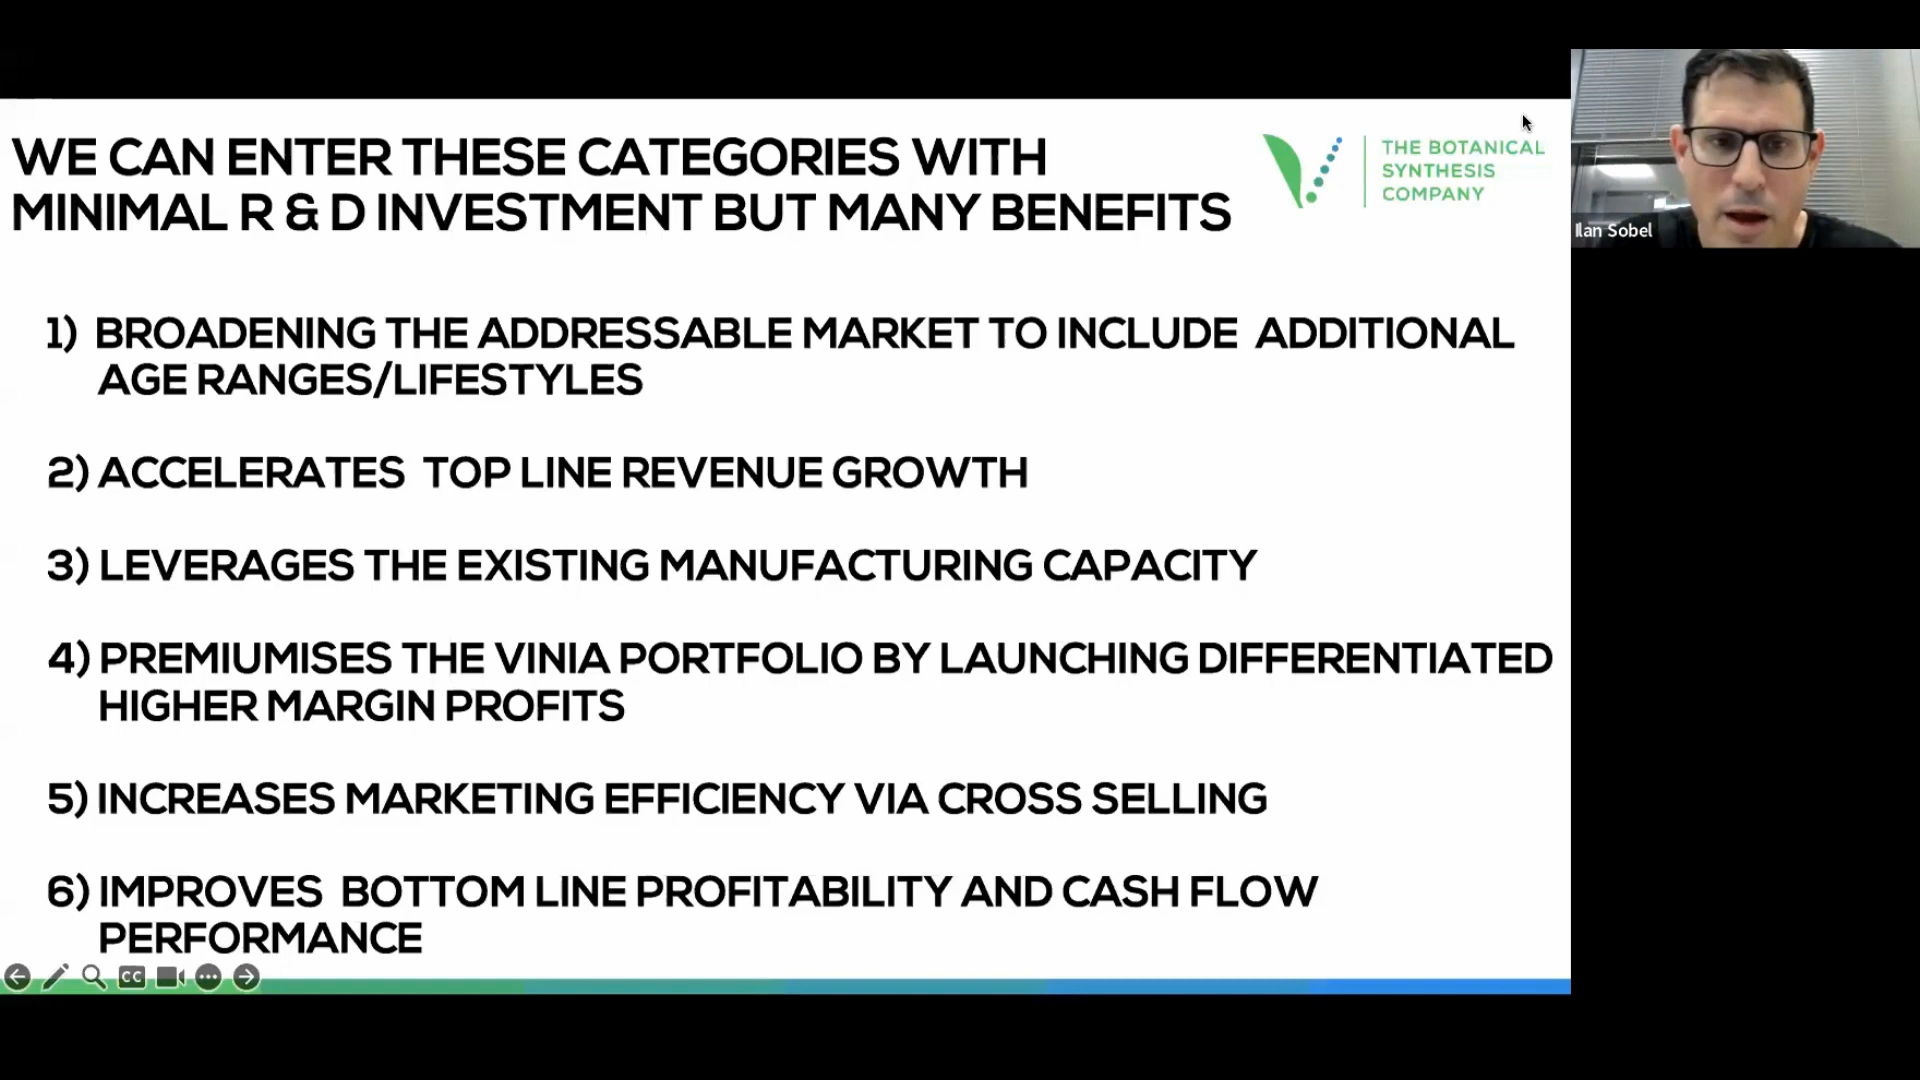 WE CAN ENTER THESE CATEGORIES WITH
MINIMAL R & D INVESTMENT BUT MANY BENEFITS
THE BOTANICAL
SYNTHESIS
COMPANY
Ilan Sobel
1) BROADENING THE ADDRESSABLE MARKET TO INCLUDE ADDITIONAL
AGE RANGES/LIFESTYLES
2) ACCELERATES TOP LINE REVENUE GROWTH
3) LEVERAGES THE EXISTING MANUFACTURING CAPACITY
4) PREMIUMISES THE VINIA PORTFOLIO BY LAUNCHING DIFFERENTIATED
HIGHER MARGIN PROFITS
5) INCREASES MARKETING EFFICIENCY VIA CROSS SELLING
6) IMPROVES BOTTOM LINE PROFITABILITY AND CASH FLOW
PERFORMANCE
CC